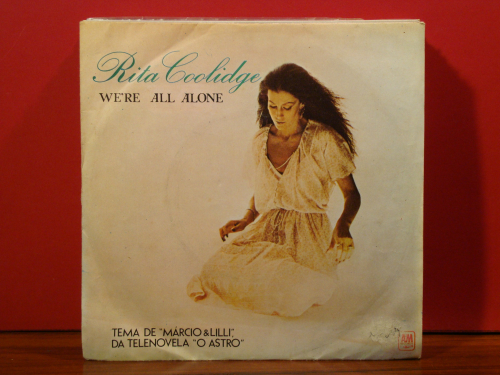 Rita Coolidge
WE'RE ALL ALONE
TEMA DE "MÁRCIO & LILLI",
DA TELENOVELA "O ASTRO"
A&M